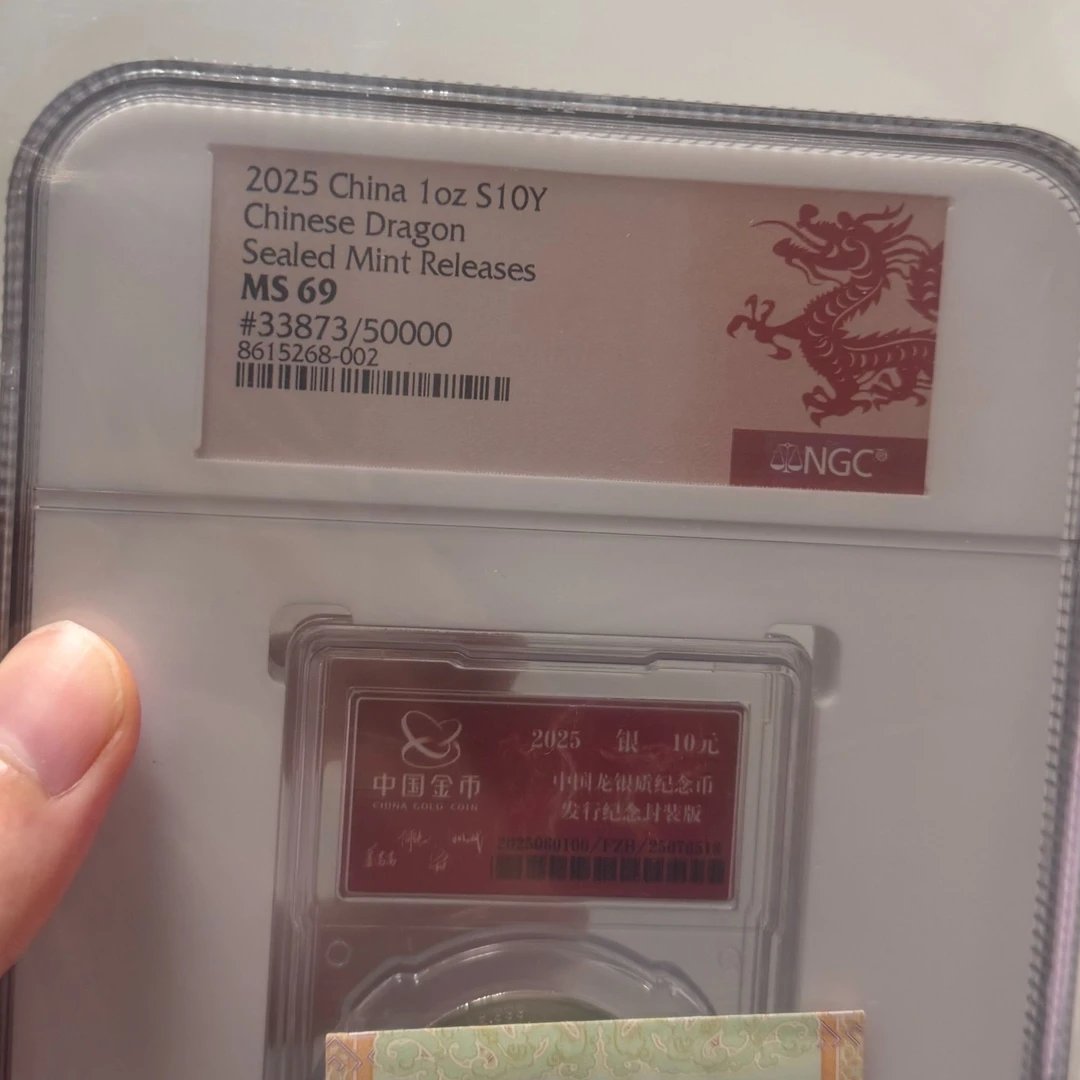 2025 China 1oz S10Y
Chinese Dragon
Sealed Mint Releases
MS 69
#33873/50000
8615268-002
NGC
中国金币
CHINA GOLD COIN
2025 银 10元
中国龙银质纪念币
发行纪念封装版